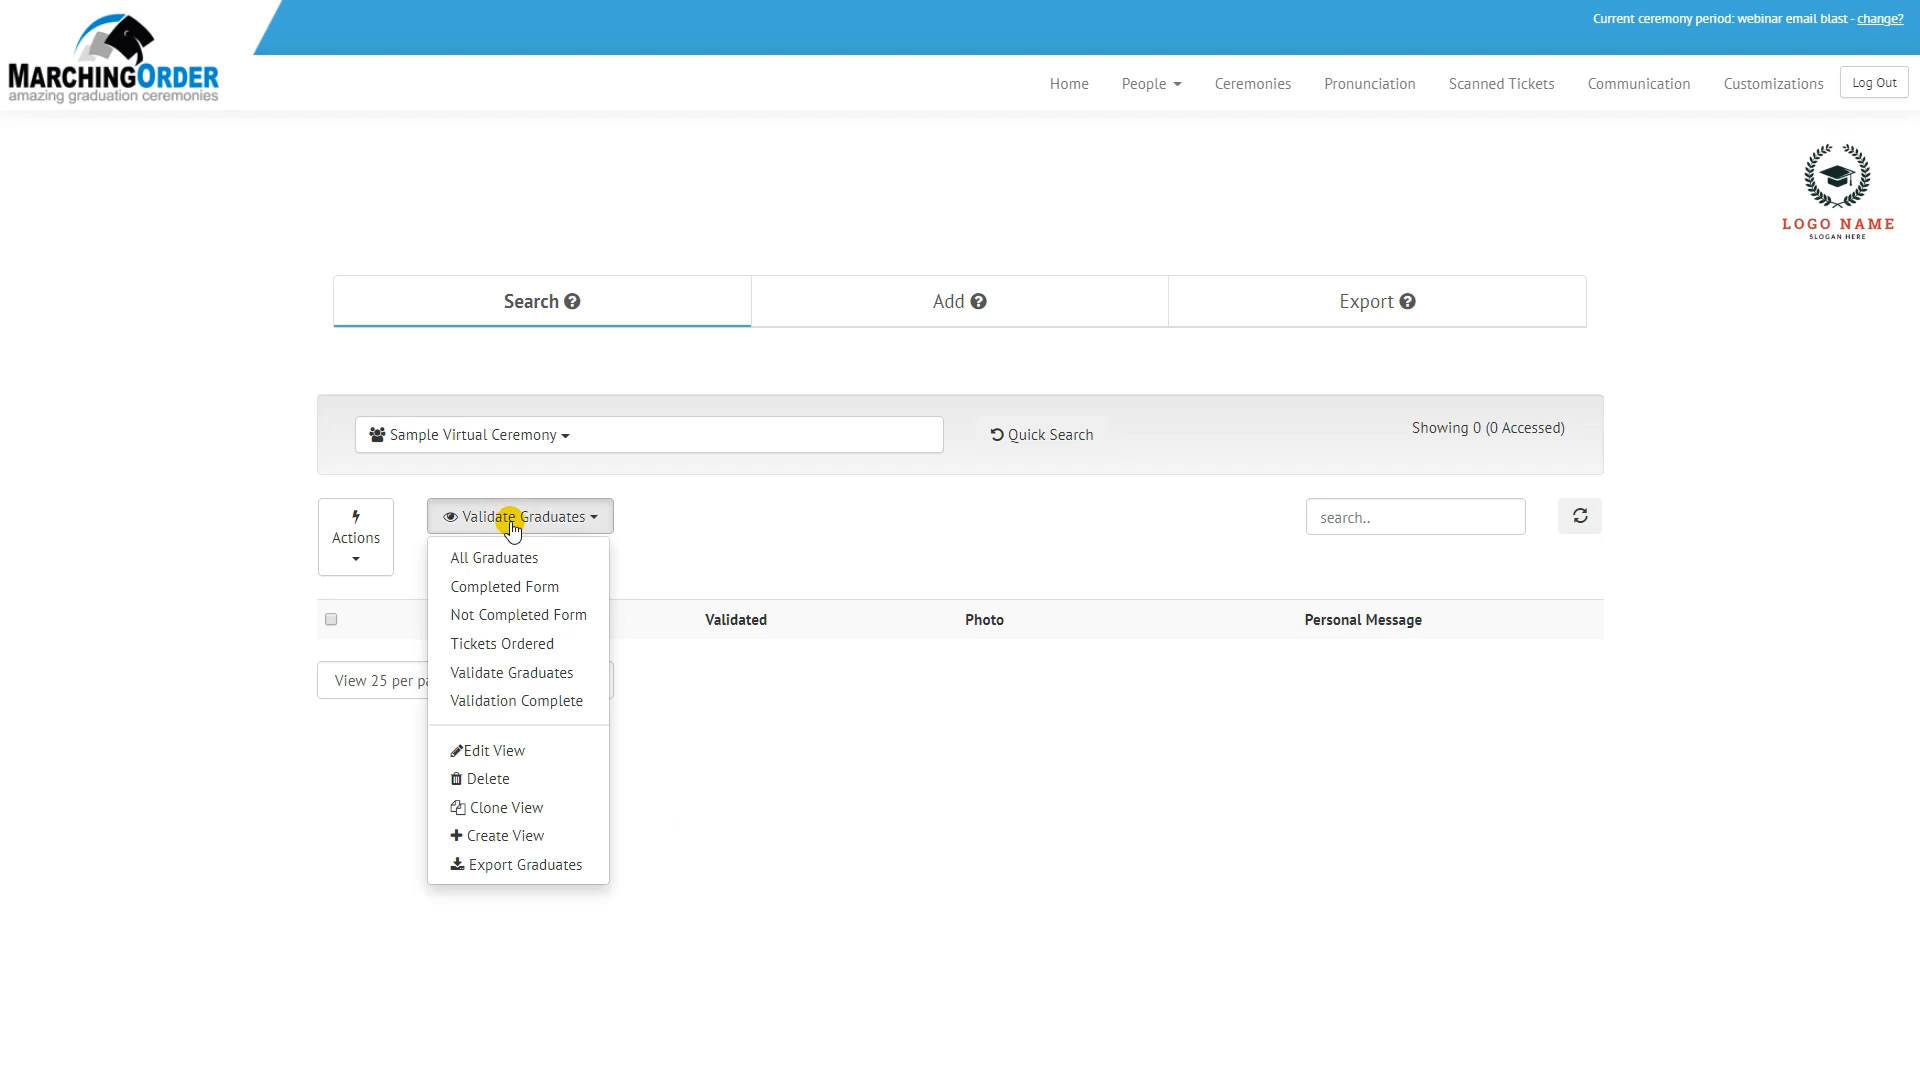 Current ceremony period: webinar email blast - change?
MARCHINGORDER
amazing graduation ceremonies
Home People Ceremonies Pronunciation Scanned Tickets Communication Customizations Log Out
LOGO NAME
SLOGAN HERE
Search Add Export
Sample Virtual Ceremony Quick Search Showing 0 (0 Accessed)
Actions
Validate Graduates
search..
All Graduates
Completed Form
Not Completed Form
Tickets Ordered
Validate Graduates
Validation Complete
Edit View
Delete
Clone View
Create View
Export Graduates
Validated Photo Personal Message
View 25 per